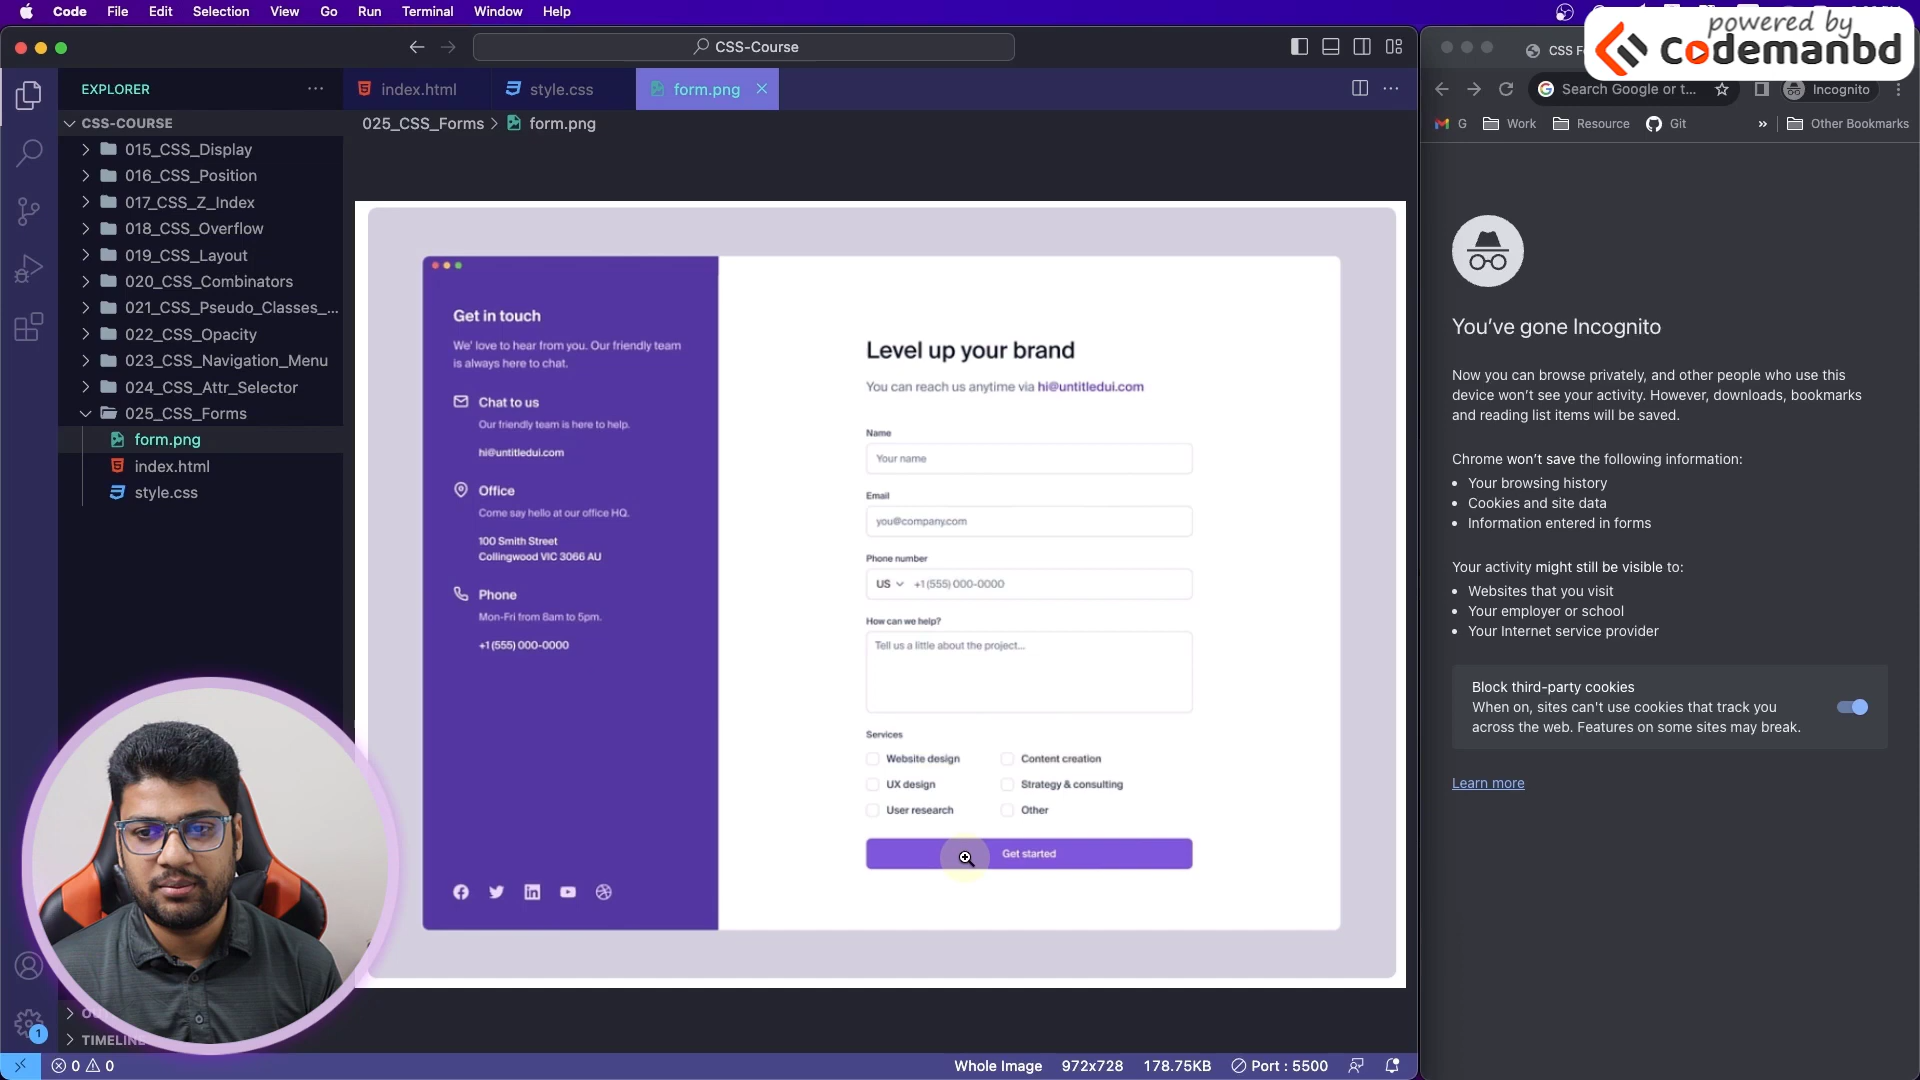 Code File Edit Selection View Go Run Terminal Window Help
powered by
Codemanbd
CSS-Course
CSS F
EXPLORER
index.html
style.css
form.png
Search Google or t...
Incognito
CSS-COURSE
025_CSS_Forms > form.png
G Work Resource Git » Other Bookmarks
015_CSS_Display
016_CSS_Position
017_CSS_Z_Index
018_CSS_Overflow
019_CSS_Layout
020_CSS_Combinators
021_CSS_Pseudo_Classes_...
022_CSS_Opacity
023_CSS_Navigation_Menu
024_CSS_Attr_Selector
025_CSS_Forms
form.png
index.html
style.css
TIMELINE
Get in touch
We' love to hear from you. Our friendly team
is always here to chat.
Chat to us
Our friendly team is here to help.
hi@untitledui.com
Office
Come say hello at our office HQ.
100 Smith Street
Collingwood VIC 3066 AU
Phone
Mon-Fri from 8am to 5pm.
+1 (555) 000-0000
Level up your brand
You can reach us anytime via hi@untitledui.com
Name
Your name
Email
you@company.com
Phone number
US +1 (555) 000-0000
How can we help?
Tell us a little about the project...
Services
Website design Content creation
UX design Strategy & consulting
User research Other
Get started
You've gone Incognito
Now you can browse privately, and other people who use this
device won't see your activity. However, downloads, bookmarks
and reading list items will be saved.
Chrome won't save the following information:
• Your browsing history
• Cookies and site data
• Information entered in forms
Your activity might still be visible to:
• Websites that you visit
• Your employer or school
• Your Internet service provider
Block third-party cookies
When on, sites can't use cookies that track you
across the web. Features on some sites may break.
Learn more
1
0 0
Whole Image 972x728 178.75KB Port : 5500